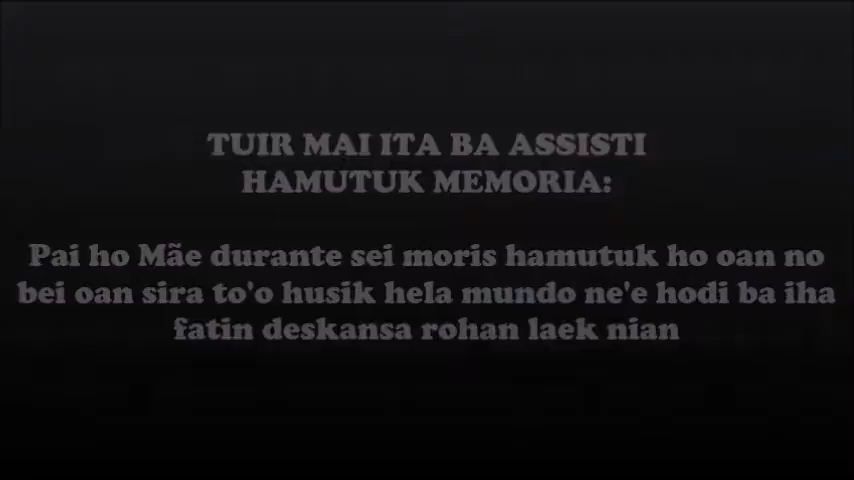 TUIR MAI ITA BA ASSISTI
HAMUTUK MEMORIA:
Pai ho Mãe durante sei moris hamutuk ho oan no
bei oan sira to'o husik hela mundo ne'e hodi ba iha
fatin deskansa rohan laek nian